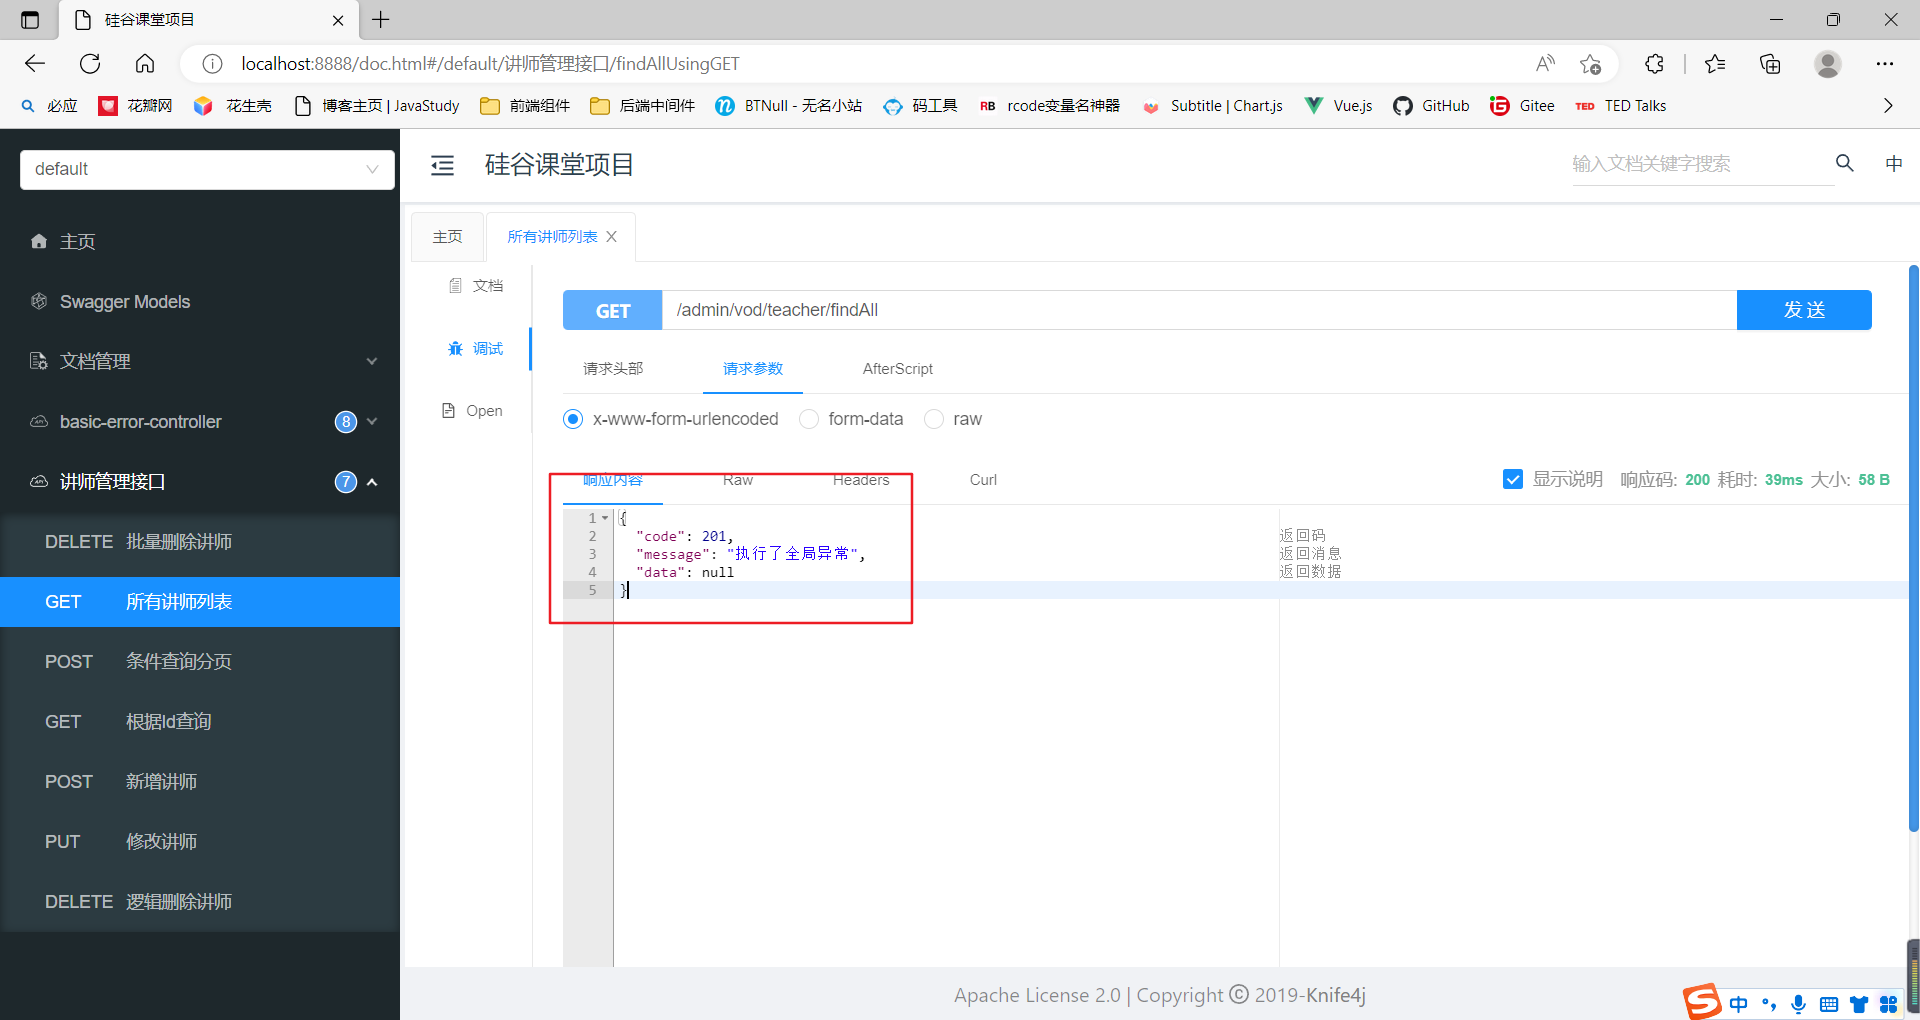 硅谷课堂项目
localhost:8888/doc.html#/default/讲师管理接口/findAllUsingGET
必应 花瓣网 花生壳 博客主页 | JavaStudy 前端组件 后端中间件 BTNull - 无名小站 码工具 RB rcode变量名神器 Subtitle | Chart.js Vue.js GitHub Gitee TED TED Talks
default
硅谷课堂项目
输入文档关键字搜索
中
主页
Swagger Models
文档管理
basic-error-controller 8
讲师管理接口 7
DELETE 批量删除讲师
GET 所有讲师列表
POST 条件查询分页
GET 根据Id查询
POST 新增讲师
PUT 修改讲师
DELETE 逻辑删除讲师
主页 所有讲师列表
文档
调试
Open
GET /admin/vod/teacher/findAll 发 送
请求头部 请求参数 AfterScript
x-www-form-urlencoded form-data raw
响应内容 Raw Headers Curl
显示说明 响应码: 200 耗时: 39ms 大小: 58 B
1 {
2 "code": 201, 返回码
3 "message": "执行了全局异常", 返回消息
4 "data": null 返回数据
5 }
Apache License 2.0 | Copyright © 2019-Knife4j
S 中